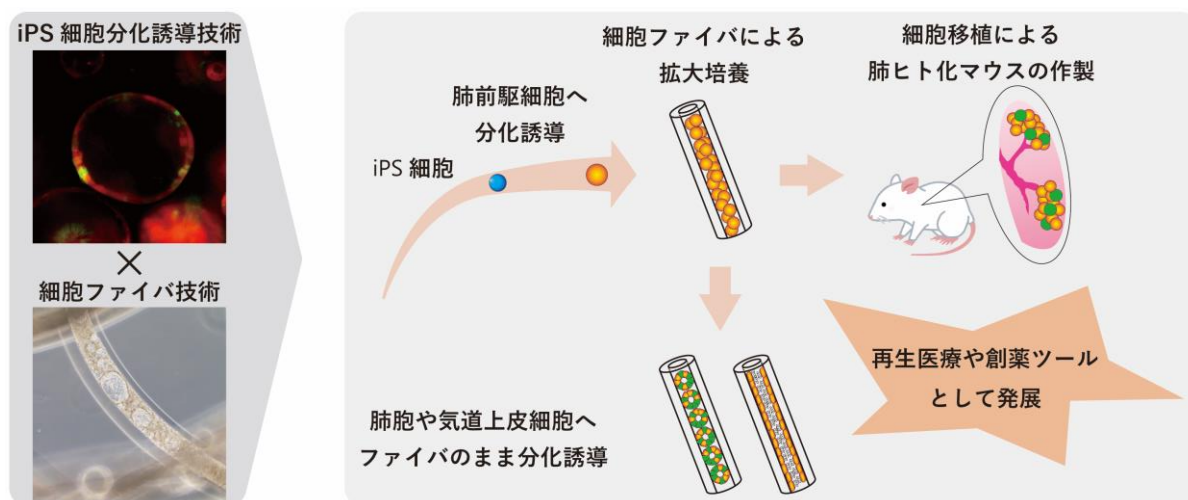 iPS 細胞分化誘導技術
×
細胞ファイバ技術
iPS 細胞
肺前駆細胞へ
分化誘導
細胞ファイバによる
拡大培養
細胞移植による
肺ヒト化マウスの作製
肺胞や気道上皮細胞へ
ファイバのまま分化誘導
再生医療や創薬ツール
として発展